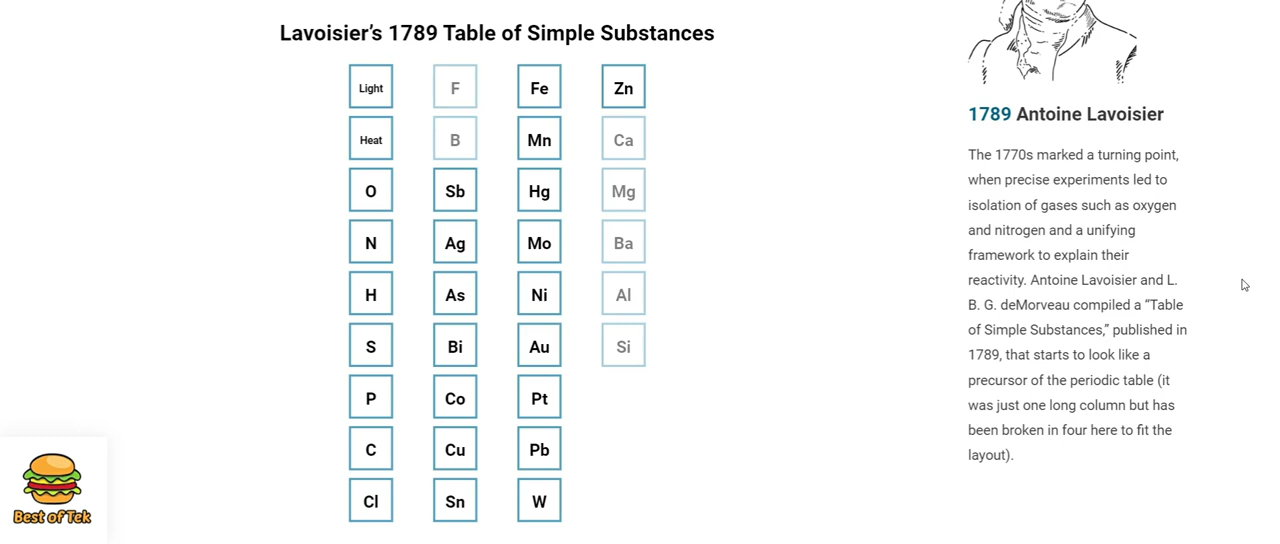 Lavoisier's 1789 Table of Simple Substances
Light F Fe Zn
Heat B Mn Ca
O Sb Hg Mg
N Ag Mo Ba
H As Ni Al
S Bi Au Si
P Co Pt
C Cu Pb
Cl Sn W
1789 Antoine Lavoisier
The 1770s marked a turning point,
when precise experiments led to
isolation of gases such as oxygen
and nitrogen and a unifying
framework to explain their
reactivity. Antoine Lavoisier and L.
B. G. deMorveau compiled a “Table
of Simple Substances,” published in
1789, that starts to look like a
precursor of the periodic table (it
was just one long column but has
been broken in four here to fit the
layout).
Best of Tek